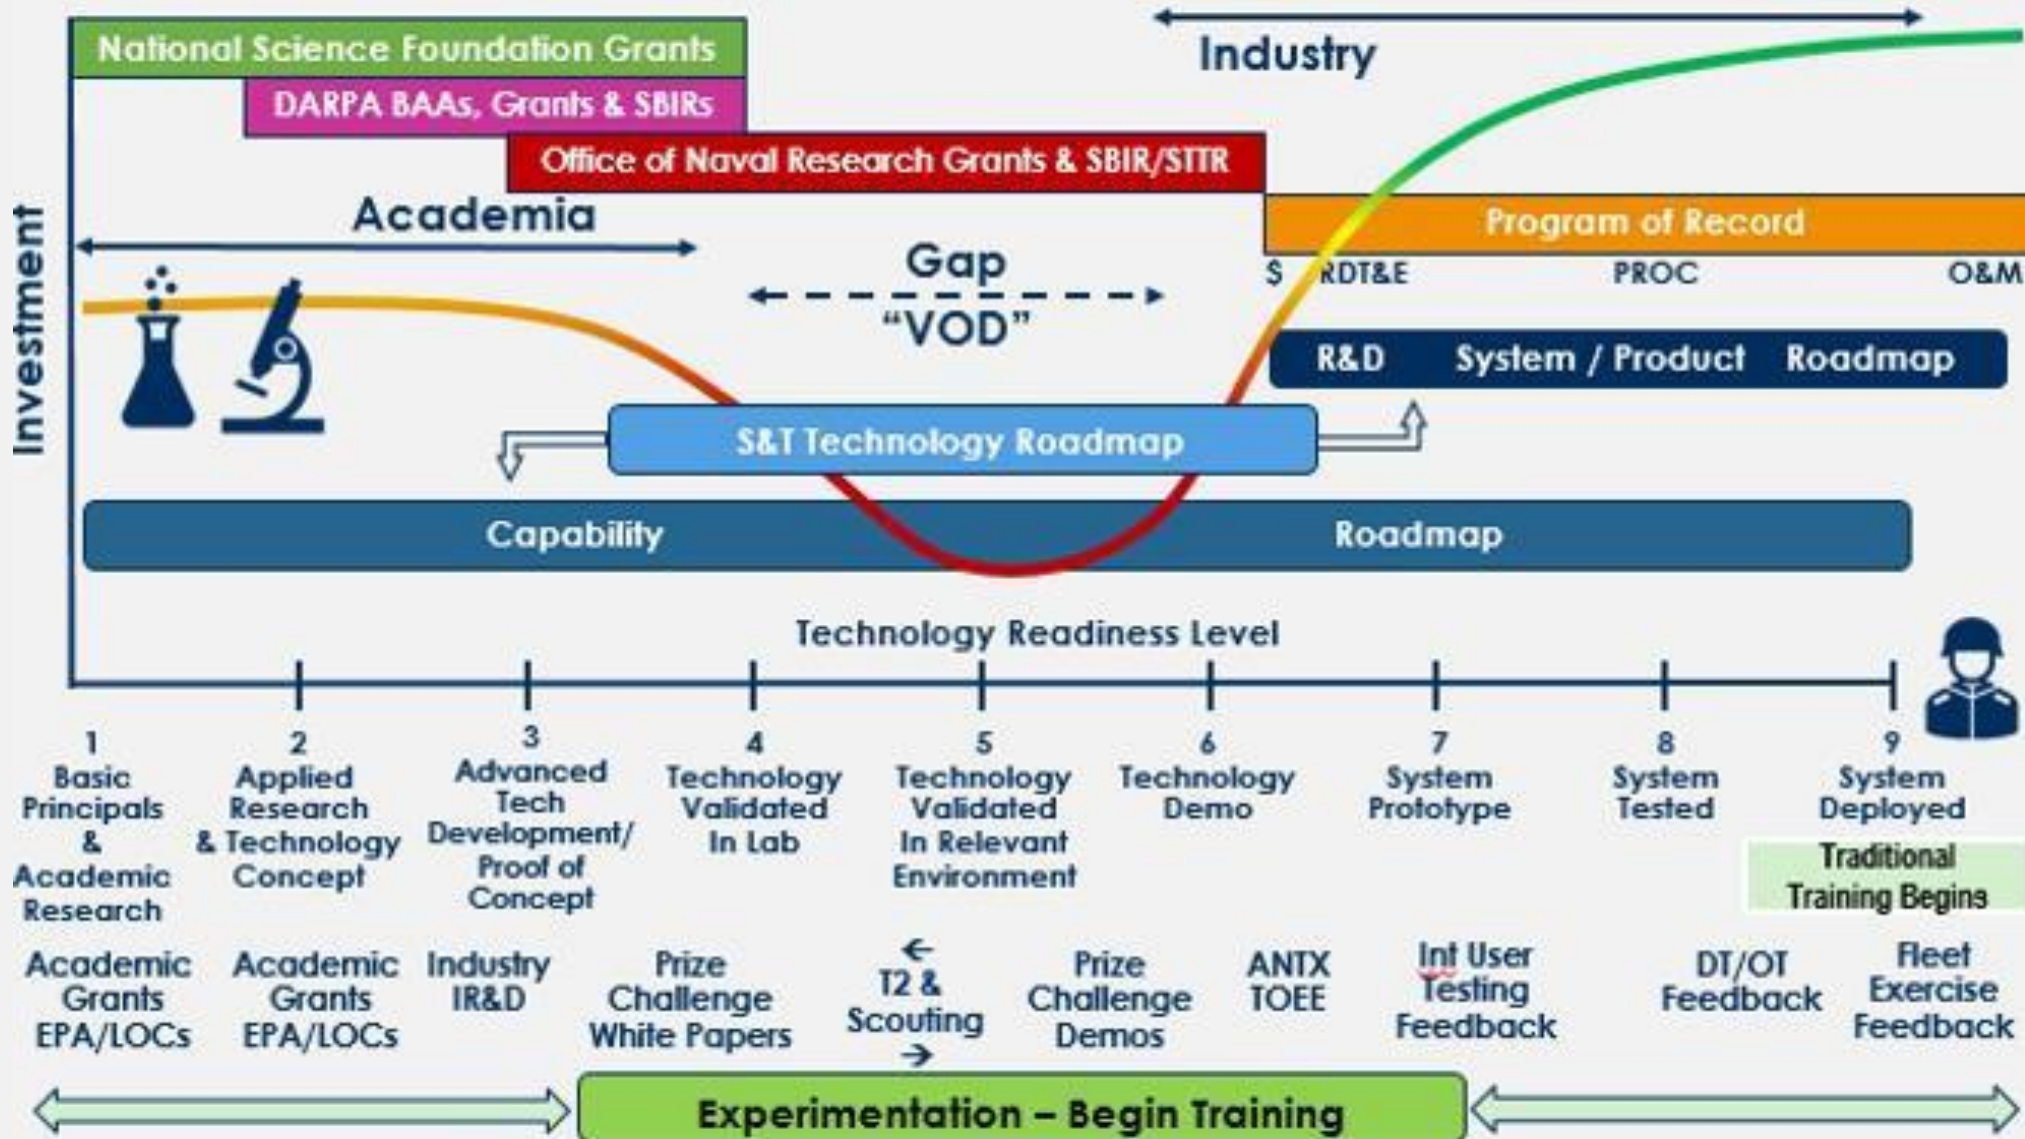 National Science Foundation Grants
DARPA BAAs, Grants & SBIRs
Office of Naval Research Grants & SBIR/STTR
Industry
Investment
Academia
Gap
“VOD”
Program of Record
$ RDT&E PROC O&M
R&D System / Product Roadmap
S&T Technology Roadmap
Capability Roadmap
Technology Readiness Level
1
Basic
Principals
&
Academic
Research
2
Applied
Research
& Technology
Concept
3
Advanced
Tech
Development/
Proof of
Concept
4
Technology
Validated
In Lab
5
Technology
Validated
In Relevant
Environment
6
Technology
Demo
7
System
Prototype
8
System
Tested
9
System
Deployed
Traditional
Training Begins
Academic
Grants
EPA/LOCs
Academic
Grants
EPA/LOCs
Industry
IR&D
Prize
Challenge
White Papers
←
T2 &
Scouting
→
Prize
Challenge
Demos
ANTX
TOEE
Int User
Testing
Feedback
DT/OT
Feedback
Fleet
Exercise
Feedback
Experimentation – Begin Training